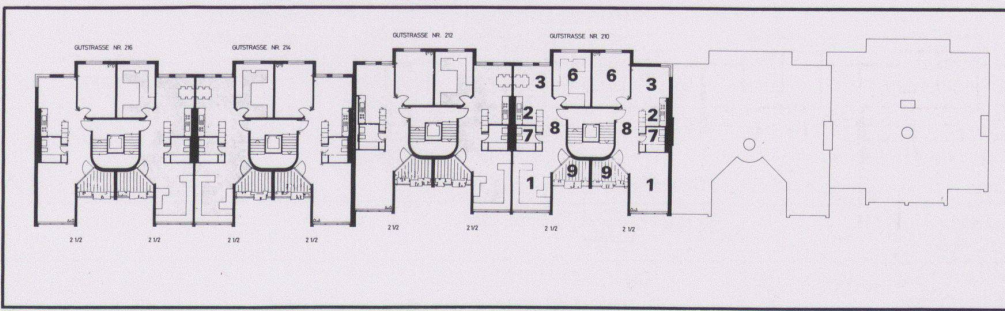 GUTSTRASSE NR. 216
GUTSTRASSE NR. 214
GUTSTRASSE NR. 212
GUTSTRASSE NR. 210
3 6 6 3
2 2
8 8
7 7
9 9
1 1
2 1/2 2 1/2 2 1/2 2 1/2 2 1/2 2 1/2 2 1/2 2 1/2